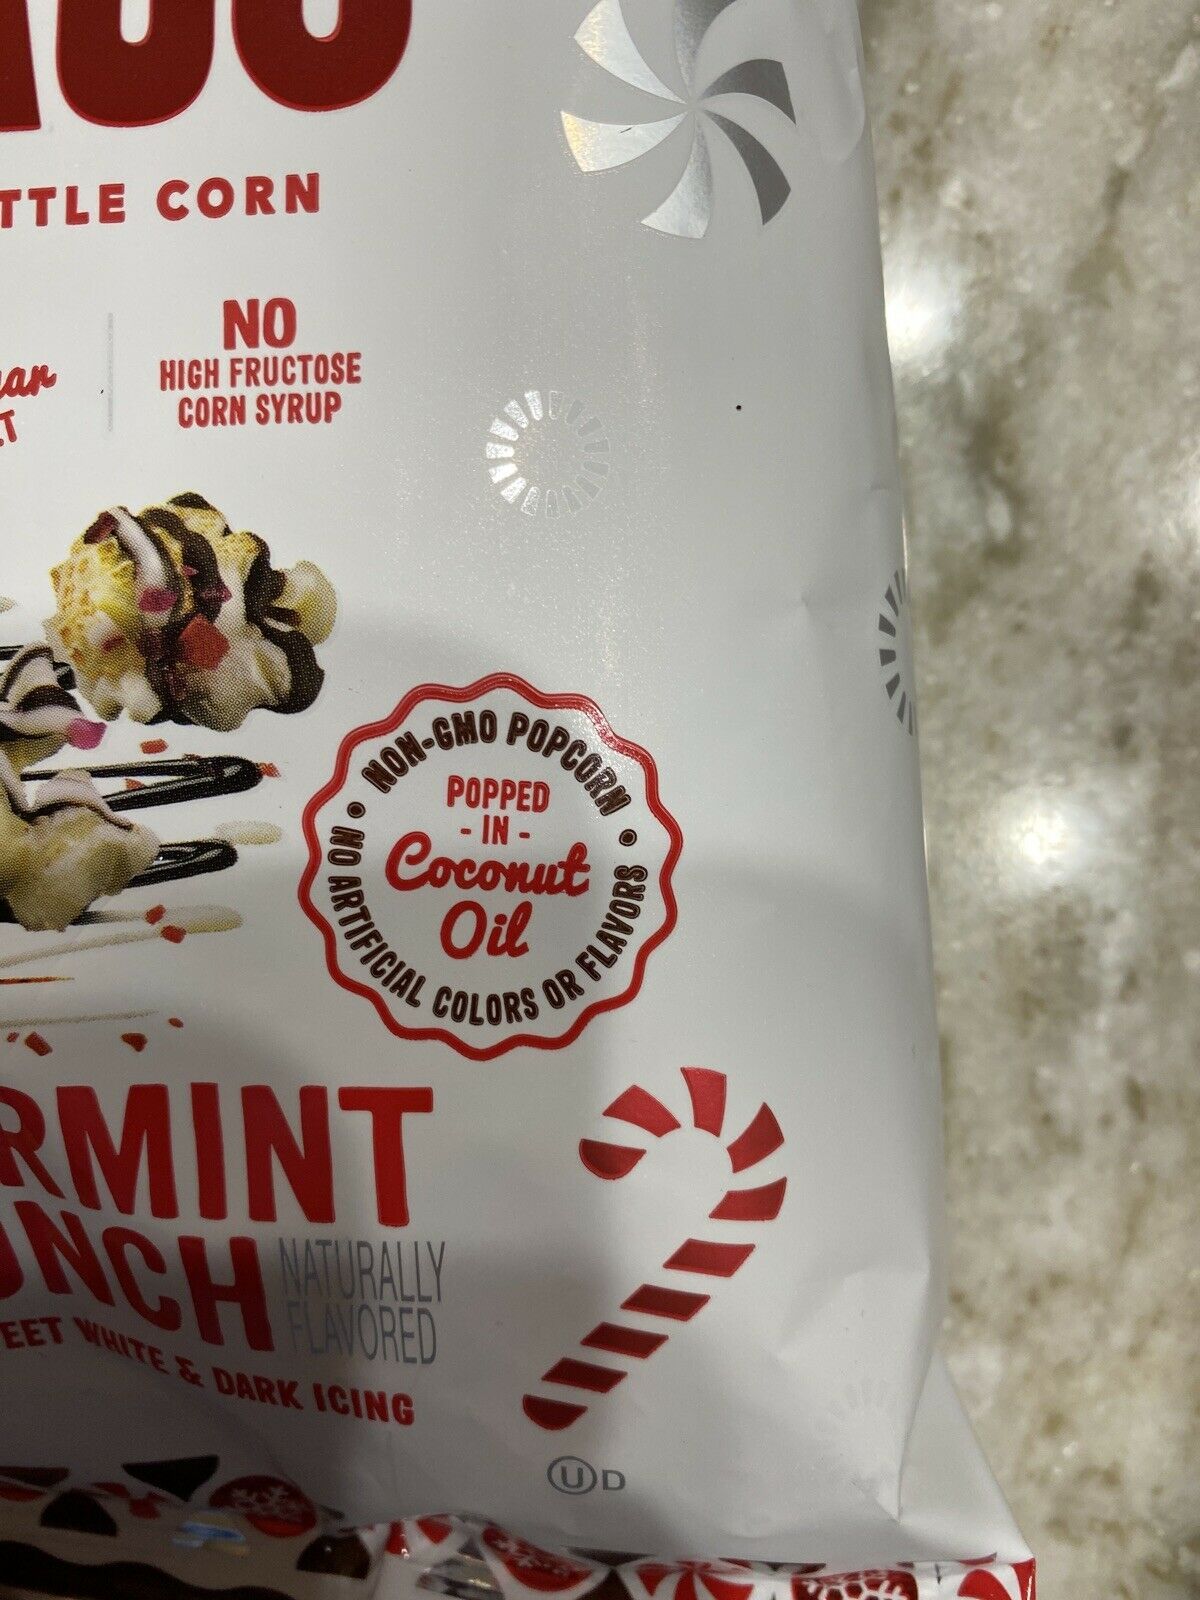 TTLE CORN
NO
HIGH FRUCTOSE
CORN SYRUP
NON-GMO POPCORN
POPPED
- IN -
Coconut
Oil
• NO ARTIFICIAL COLORS OR FLAVORS •
RMINT
NCH NATURALLY
FLAVORED
EET WHITE & DARK ICING
U D